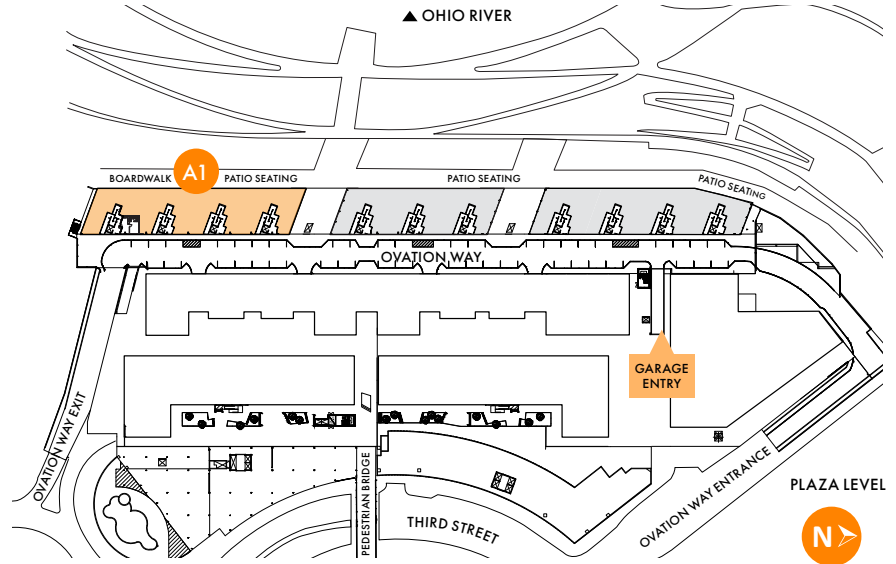 ▲ OHIO RIVER
BOARDWALK
A1
PATIO SEATING
PATIO SEATING
PATIO SEATING
OVATION WAY
GARAGE
ENTRY
OVATION WAY EXIT
PEDESTRIAN BRIDGE
THIRD STREET
OVATION WAY ENTRANCE
PLAZA LEVEL
N